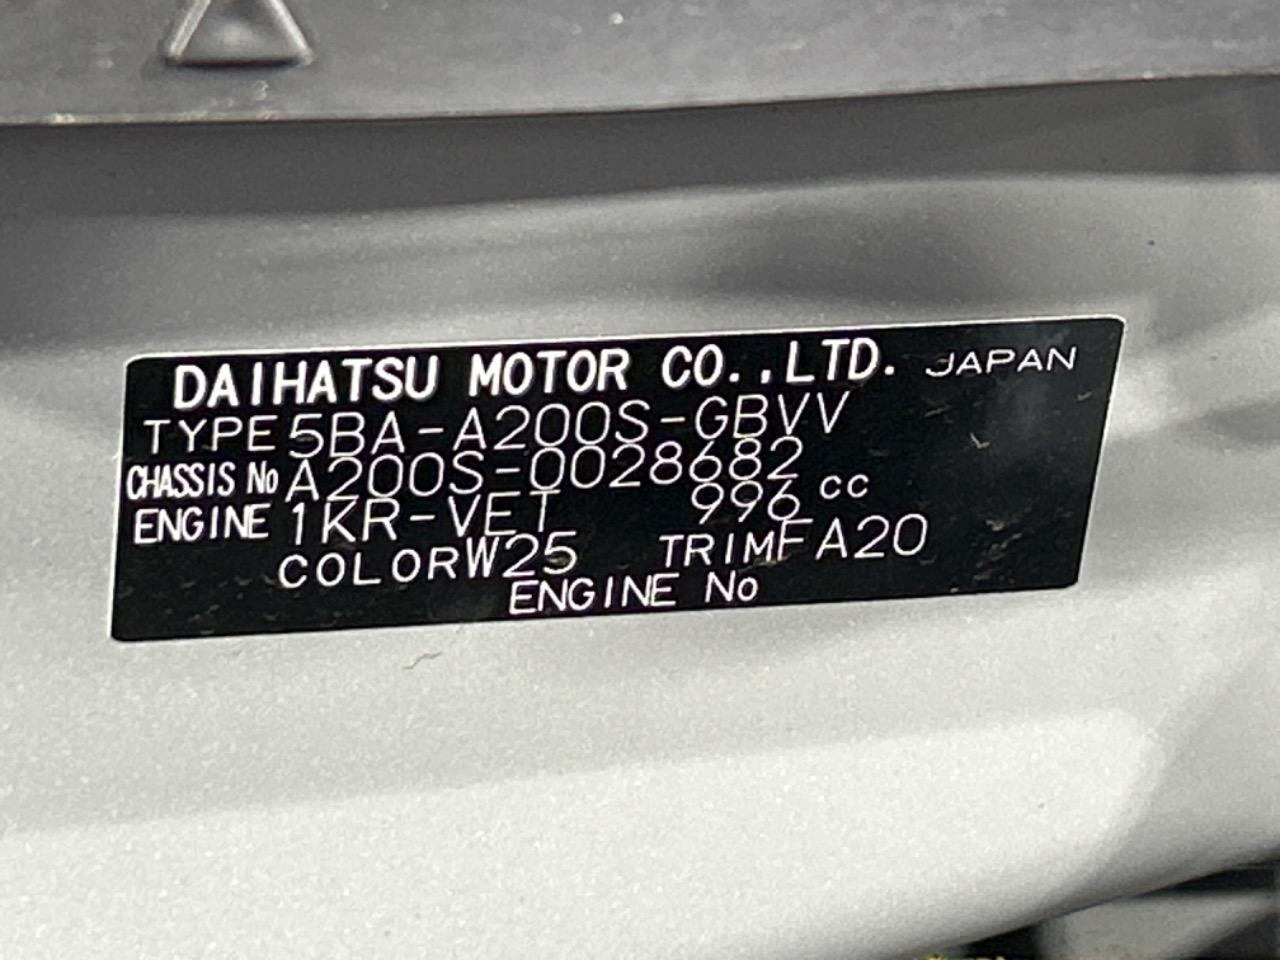 DAIHATSU MOTOR CO.,LTD. JAPAN
TYPE 5BA-A200S-GBVV
CHASSIS No A200S-0028682
ENGINE 1KR-VET 996 cc
COLOR W25 TRIM FA20
ENGINE No